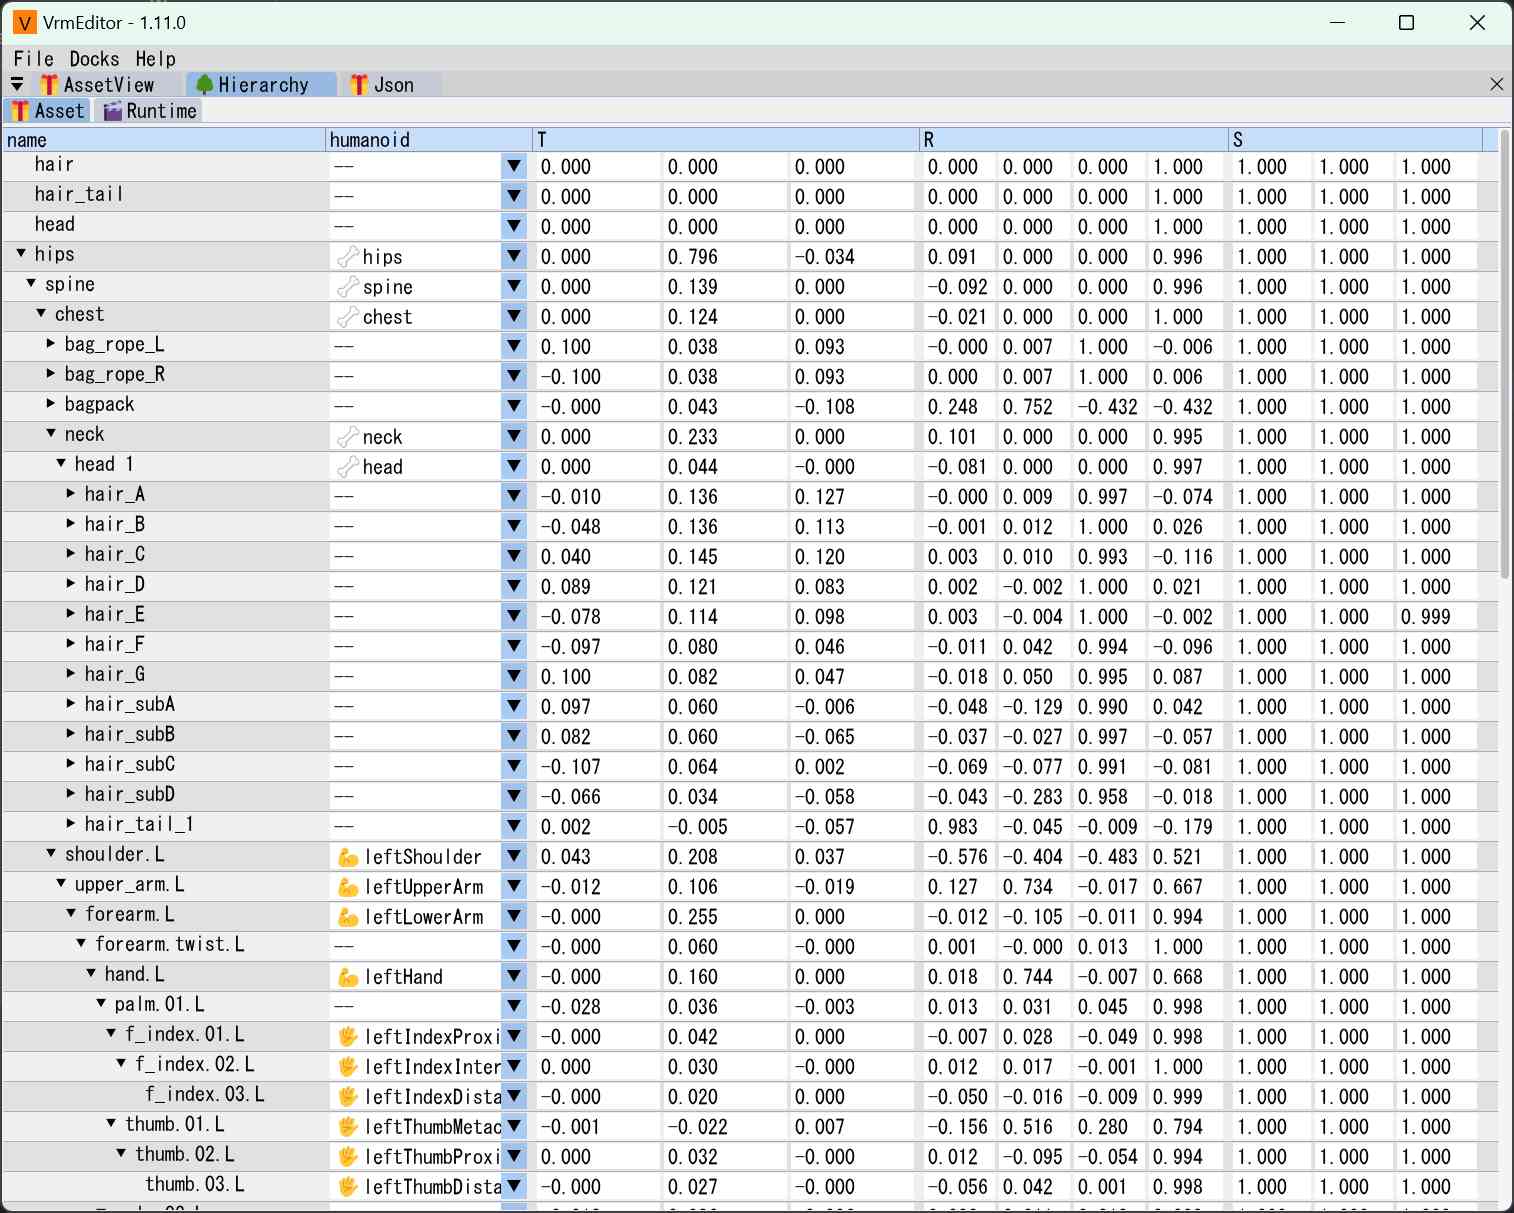 VrmEditor - 1.11.0
File Docks Help
AssetView Hierarchy Json
Asset Runtime
name humanoid T R S
hair -- 0.000 0.000 0.000 0.000 0.000 0.000 1.000 1.000 1.000 1.000
hair_tail -- 0.000 0.000 0.000 0.000 0.000 0.000 1.000 1.000 1.000 1.000
head -- 0.000 0.000 0.000 0.000 0.000 0.000 1.000 1.000 1.000 1.000
hips hips 0.000 0.796 -0.034 0.091 0.000 0.000 0.996 1.000 1.000 1.000
spine spine 0.000 0.139 0.000 -0.092 0.000 0.000 0.996 1.000 1.000 1.000
chest chest 0.000 0.124 0.000 -0.021 0.000 0.000 1.000 1.000 1.000 1.000
bag_rope_L -- 0.100 0.038 0.093 -0.000 0.007 1.000 -0.006 1.000 1.000 1.000
bag_rope_R -- -0.100 0.038 0.093 0.000 0.007 1.000 0.006 1.000 1.000 1.000
bagpack -- -0.000 0.043 -0.108 0.248 0.752 -0.432 -0.432 1.000 1.000 1.000
neck neck 0.000 0.233 0.000 0.101 0.000 0.000 0.995 1.000 1.000 1.000
head 1 head 0.000 0.044 -0.000 -0.081 0.000 0.000 0.997 1.000 1.000 1.000
hair_A -- -0.010 0.136 0.127 -0.000 0.009 0.997 -0.074 1.000 1.000 1.000
hair_B -- -0.048 0.136 0.113 -0.001 0.012 1.000 0.026 1.000 1.000 1.000
hair_C -- 0.040 0.145 0.120 0.003 0.010 0.993 -0.116 1.000 1.000 1.000
hair_D -- 0.089 0.121 0.083 0.002 -0.002 1.000 0.021 1.000 1.000 1.000
hair_E -- -0.078 0.114 0.098 0.003 -0.004 1.000 -0.002 1.000 1.000 0.999
hair_F -- -0.097 0.080 0.046 -0.011 0.042 0.994 -0.096 1.000 1.000 1.000
hair_G -- 0.100 0.082 0.047 -0.018 0.050 0.995 0.087 1.000 1.000 1.000
hair_subA -- 0.097 0.060 -0.006 -0.048 -0.129 0.990 0.042 1.000 1.000 1.000
hair_subB -- 0.082 0.060 -0.065 -0.037 -0.027 0.997 -0.057 1.000 1.000 1.000
hair_subC -- -0.107 0.064 0.002 -0.069 -0.077 0.991 -0.081 1.000 1.000 1.000
hair_subD -- -0.066 0.034 -0.058 -0.043 -0.283 0.958 -0.018 1.000 1.000 1.000
hair_tail_1 -- 0.002 -0.005 -0.057 0.983 -0.045 -0.009 -0.179 1.000 1.000 1.000
shoulder.L leftShoulder 0.043 0.208 0.037 -0.576 -0.404 -0.483 0.521 1.000 1.000 1.000
upper_arm.L leftUpperArm -0.012 0.106 -0.019 0.127 0.734 -0.017 0.667 1.000 1.000 1.000
forearm.L leftLowerArm -0.000 0.255 0.000 -0.012 -0.105 -0.011 0.994 1.000 1.000 1.000
forearm.twist.L -- -0.000 0.060 -0.000 0.001 -0.000 0.013 1.000 1.000 1.000 1.000
hand.L leftHand -0.000 0.160 0.000 0.018 0.744 -0.007 0.668 1.000 1.000 1.000
palm.01.L -- -0.028 0.036 -0.003 0.013 0.031 0.045 0.998 1.000 1.000 1.000
f_index.01.L leftIndexProxi -0.000 0.042 0.000 -0.007 0.028 -0.049 0.998 1.000 1.000 1.000
f_index.02.L leftIndexInter 0.000 0.030 -0.000 0.012 0.017 -0.001 1.000 1.000 1.000 1.000
f_index.03.L leftIndexDista -0.000 0.020 0.000 -0.050 -0.016 -0.009 0.999 1.000 1.000 1.000
thumb.01.L leftThumbMetac -0.001 -0.022 0.007 -0.156 0.516 0.280 0.794 1.000 1.000 1.000
thumb.02.L leftThumbProxi 0.000 0.032 -0.000 0.012 -0.095 -0.054 0.994 1.000 1.000 1.000
thumb.03.L leftThumbDista -0.000 0.027 -0.000 -0.056 0.042 0.001 0.998 1.000 1.000 1.000